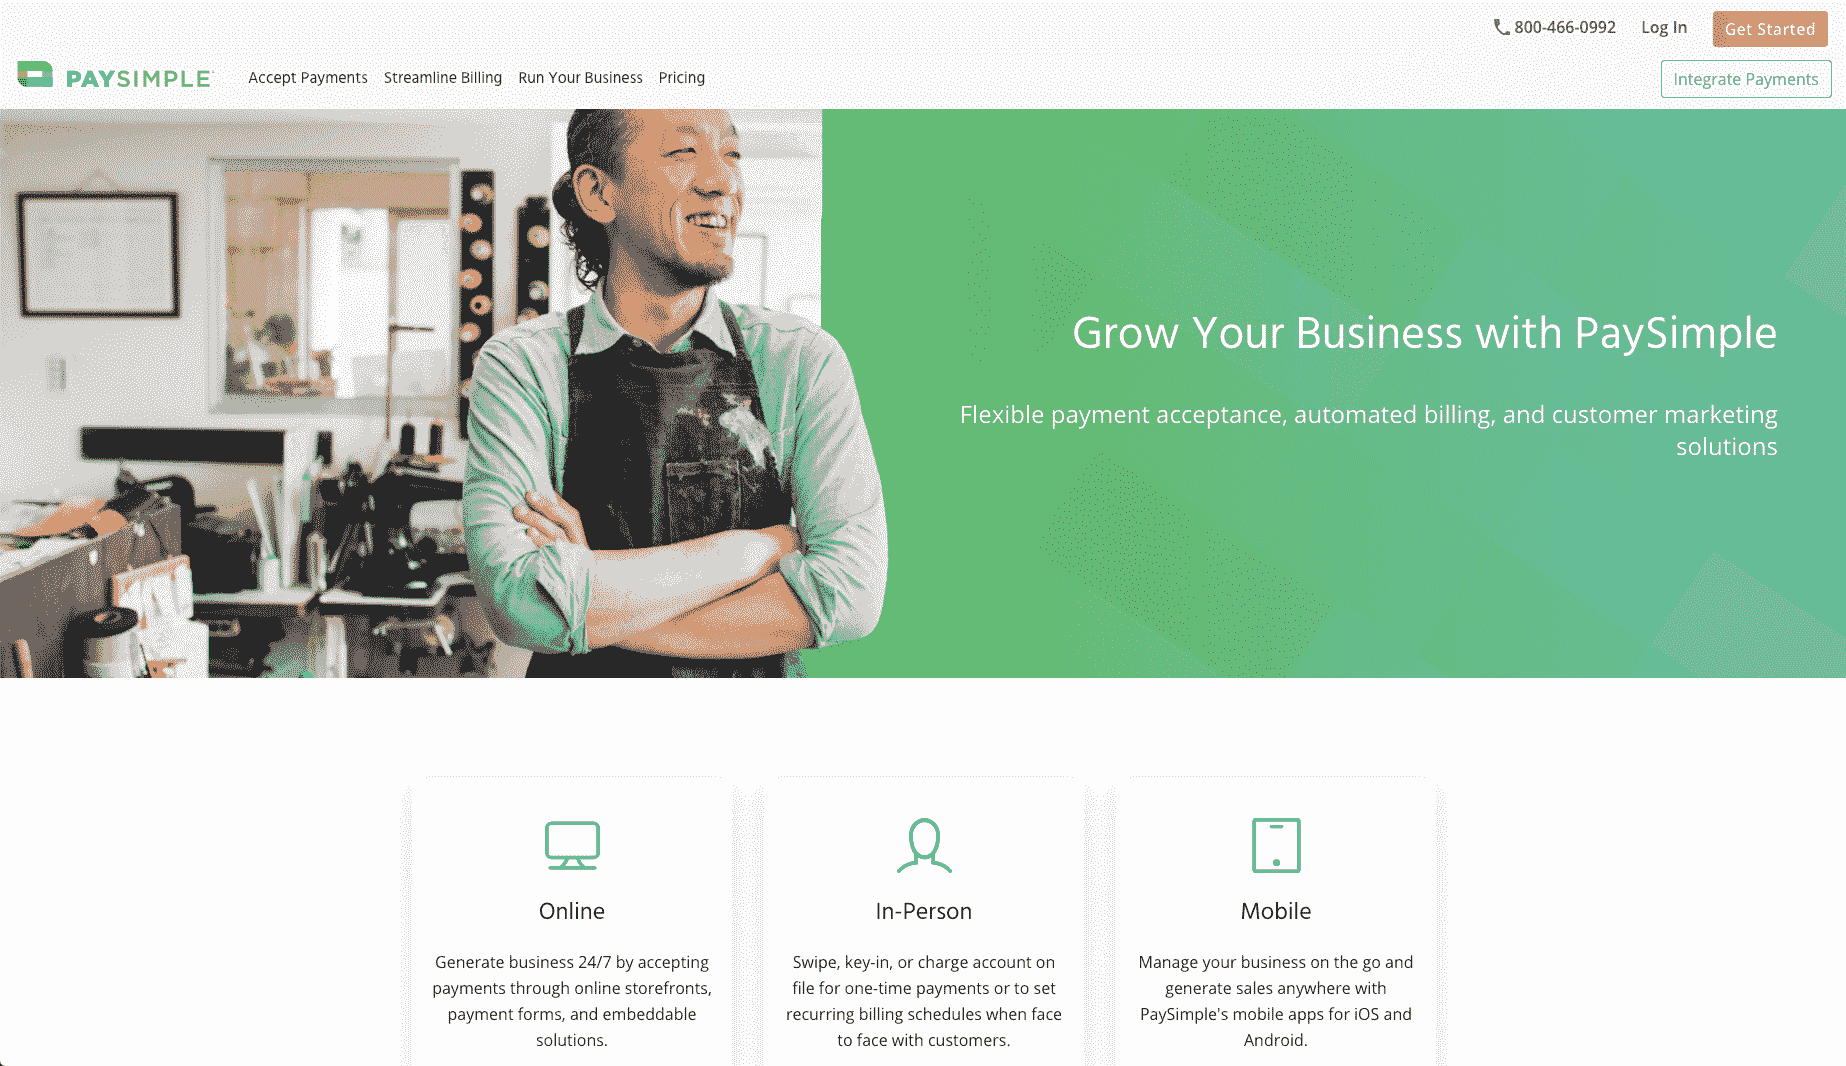 800-466-0992
Log In
Get Started
PAYSIMPLE
Accept Payments
Streamline Billing
Run Your Business
Pricing
Integrate Payments
Grow Your Business with PaySimple
Flexible payment acceptance, automated billing, and customer marketing
solutions
Online
Generate business 24/7 by accepting
payments through online storefronts,
payment forms, and embeddable
solutions.
In-Person
Swipe, key-in, or charge account on
file for one-time payments or to set
recurring billing schedules when face
to face with customers.
Mobile
Manage your business on the go and
generate sales anywhere with
PaySimple's mobile apps for iOS and
Android.